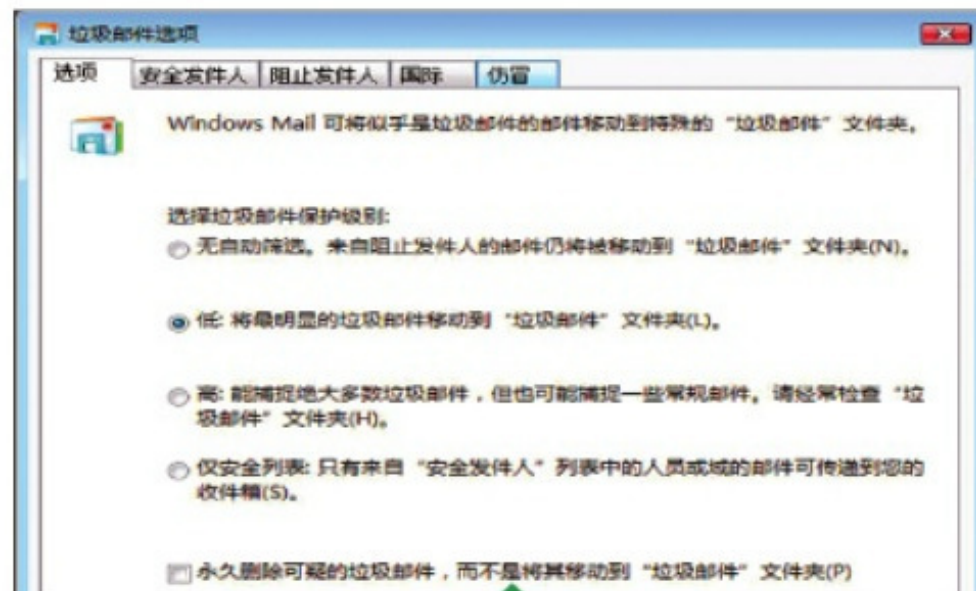 垃圾邮件选项
选项 安全发件人 阻止发件人 国际 仿冒
Windows Mail 可将似乎是垃圾邮件的邮件移动到特殊的“垃圾邮件”文件夹。
选择垃圾邮件保护级别:
无自动筛选。来自阻止发件人的邮件仍将被移动到“垃圾邮件”文件夹(N)。
低: 将最明显的垃圾邮件移动到“垃圾邮件”文件夹(L)。
高: 能捕捉绝大多数垃圾邮件，但也可能捕捉一些常规邮件。请经常检查“垃
圾邮件”文件夹(H)。
仅安全列表: 只有来自“安全发件人”列表中的人员或域的邮件可传递到您的
收件箱(S)。
永久删除可疑的垃圾邮件，而不是将其移动到“垃圾邮件”文件夹(P)